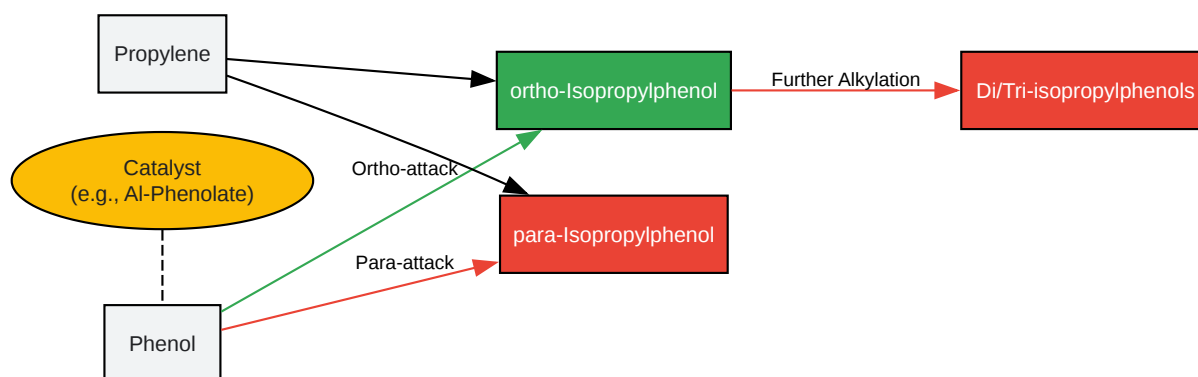 Propylene
ortho-Isopropylphenol
Further Alkylation
Di/Tri-isopropylphenols
Catalyst
(e.g., Al-Phenolate)
Ortho-attack
para-Isopropylphenol
Para-attack
Phenol